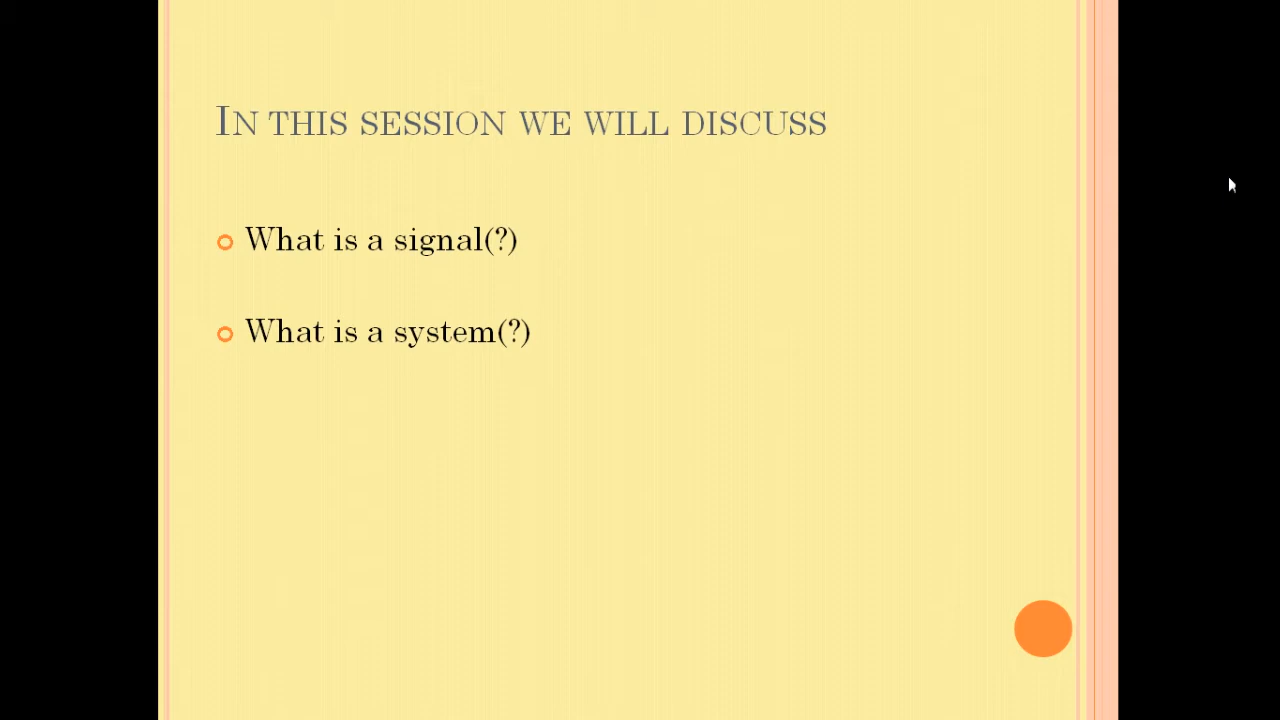 In this session we will discuss
What is a signal(?)
What is a system(?)